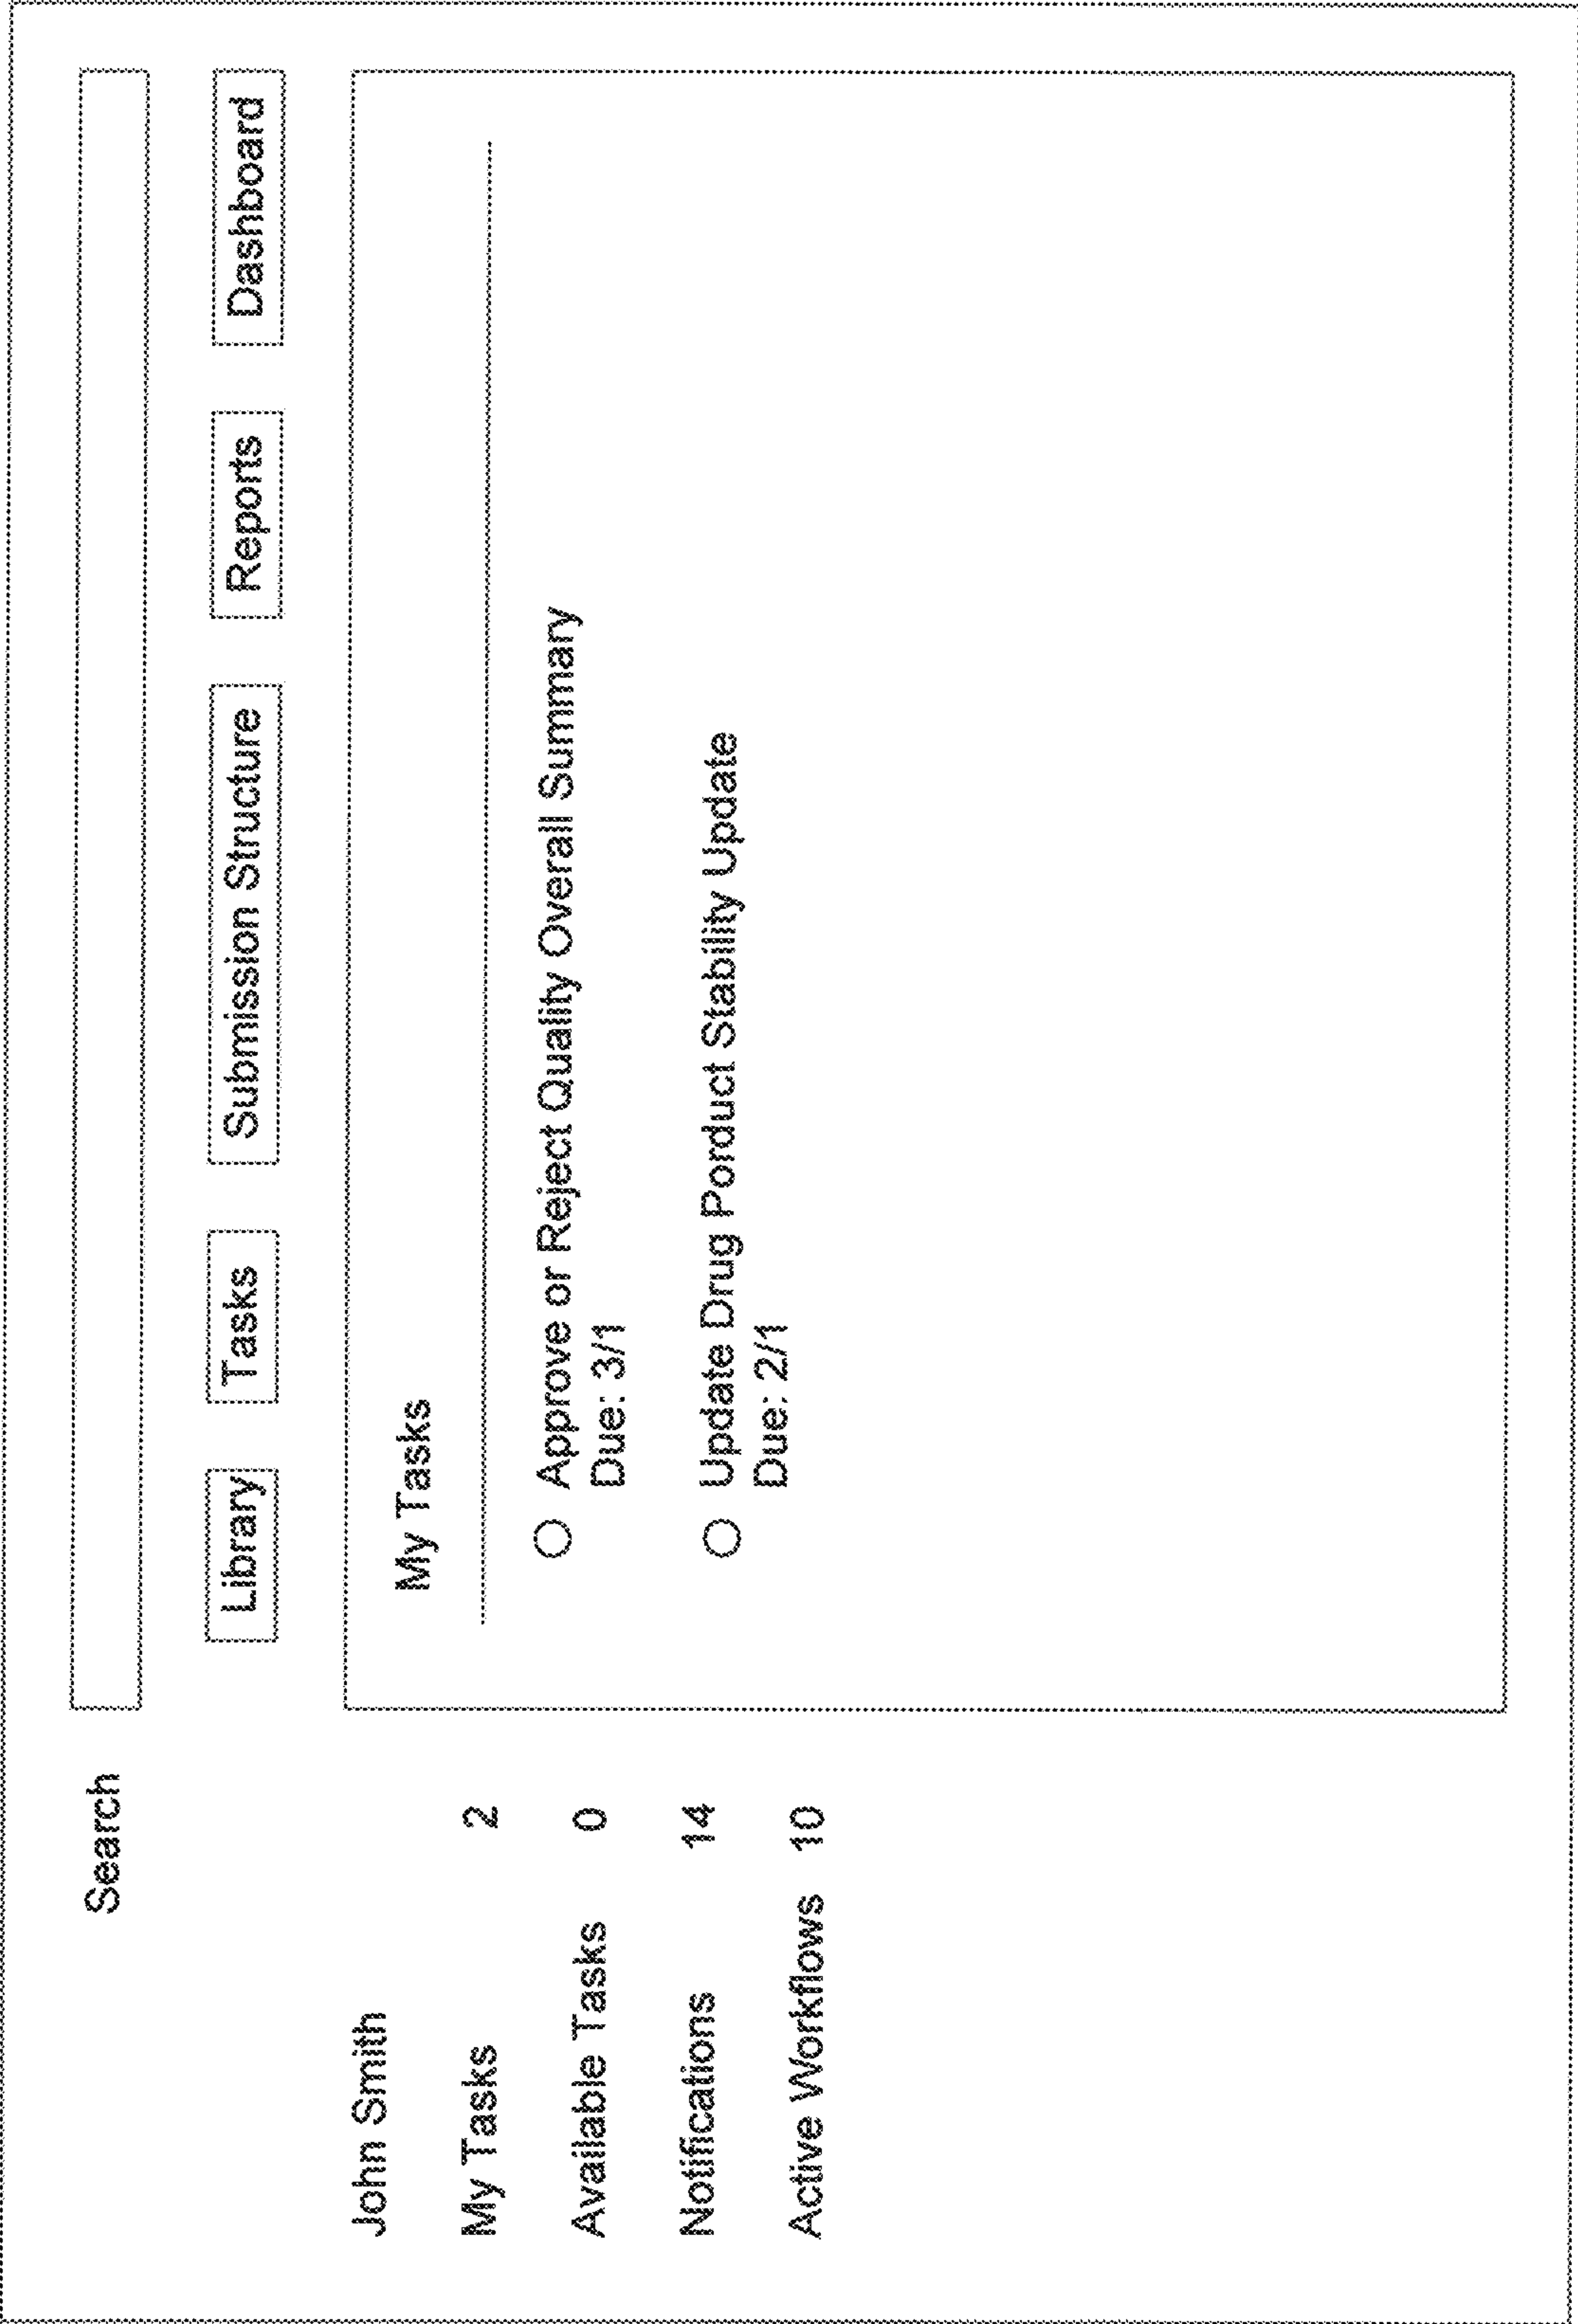 Search
Library Tasks Submission Structure Reports Dashboard
John Smith
My Tasks 2
Available Tasks 0
Notifications 14
Active Workflows 10
My Tasks
Approve or Reject Quality Overall Summary
Due: 3/1
Update Drug Porduct Stability Update
Due: 2/1